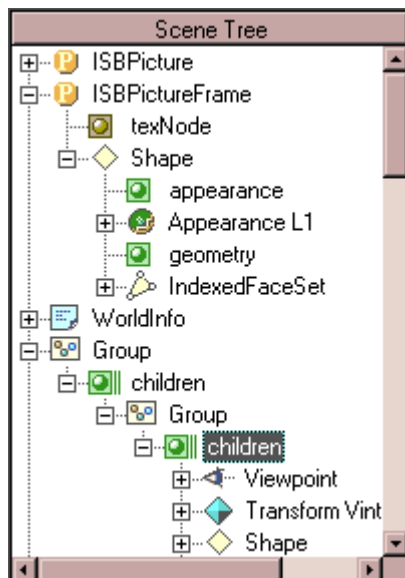 Scene Tree
P ISBPicture
P ISBPictureFrame
texNode
Shape
appearance
Appearance L1
geometry
IndexedFaceSet
WorldInfo
Group
children
Group
children
Viewpoint
Transform Vint
Shape